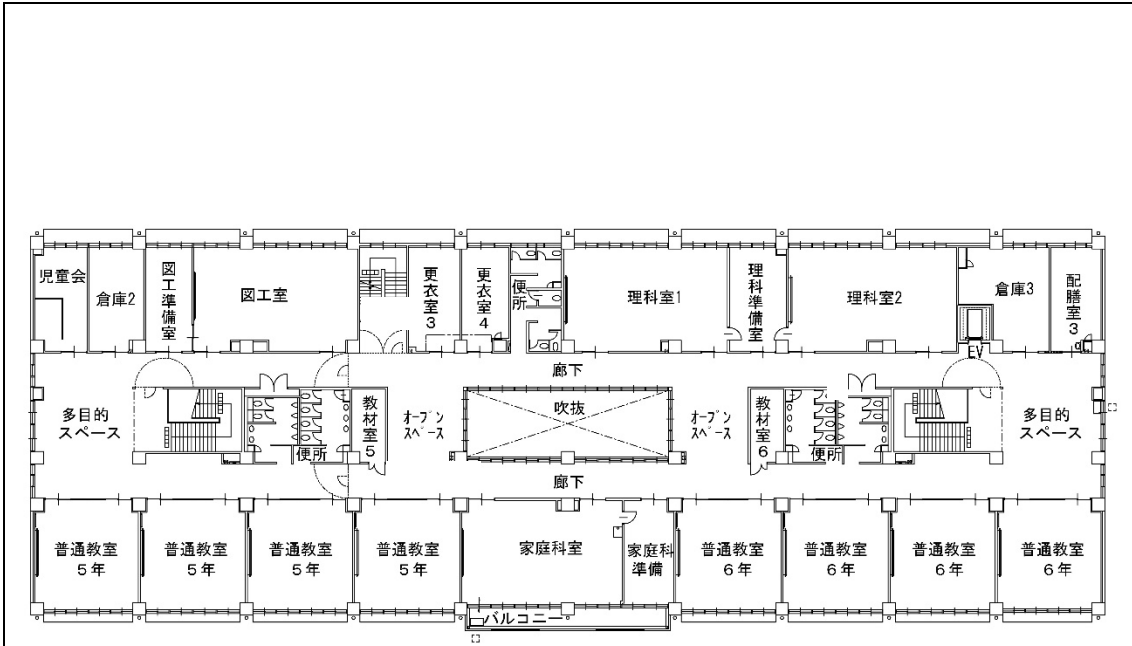 児童会
倉庫2
図工準備室
図工室
更衣室3
更衣室4
便所
理科室1
理科準備室
理科室2
倉庫3
配膳室3
EV
廊下
多目的
スペース
教材室5
オープン
スペース
吹抜
オープン
スペース
教材室6
多目的
スペース
便所
便所
廊下
普通教室
5年
普通教室
5年
普通教室
5年
普通教室
5年
家庭科室
家庭科
準備
普通教室
6年
普通教室
6年
普通教室
6年
普通教室
6年
バルコニー